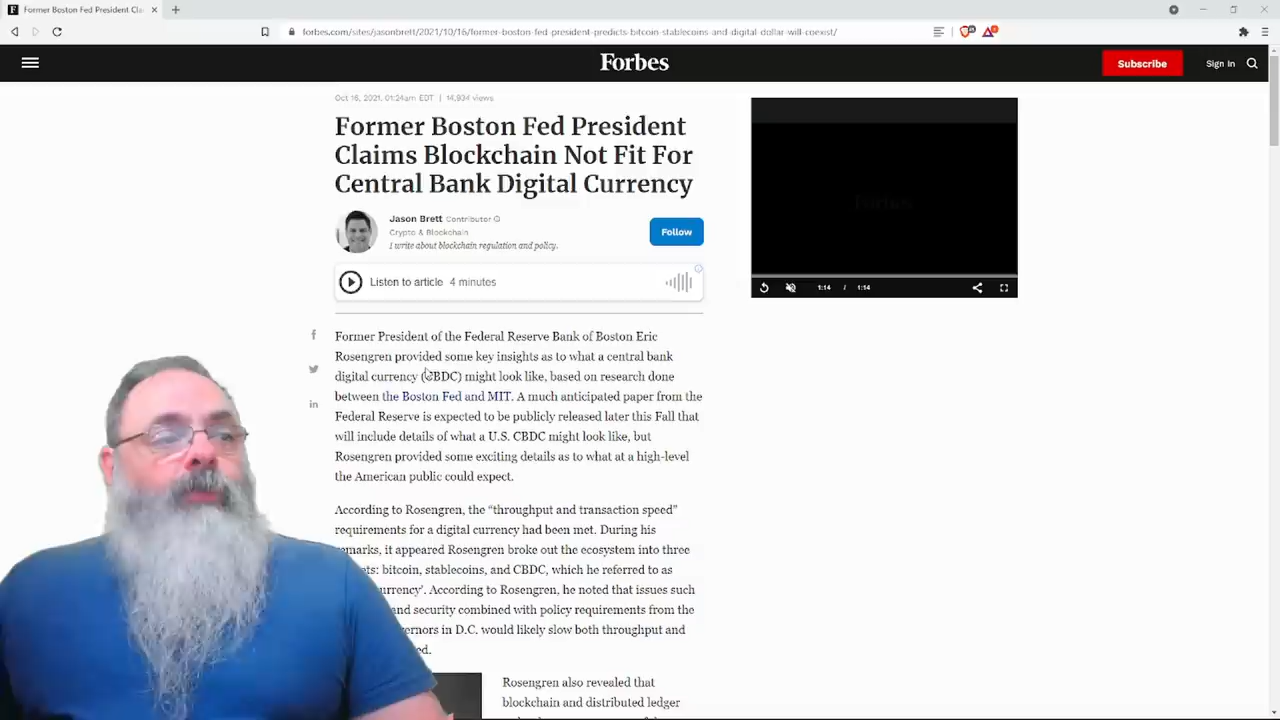 Former Boston Fed President Cla
forbes.com/sites/jasonbrett/2021/10/16/former-boston-fed-president-predicts-bitcoin-stablecoins-and-digital-dollar-will-coexist/
Forbes
Subscribe
Sign In
Oct 16, 2021, 01:24am EDT | 14,934 views
Former Boston Fed President
Claims Blockchain Not Fit For
Central Bank Digital Currency
Jason Brett Contributor
Crypto & Blockchain
I write about blockchain regulation and policy.
Follow
Listen to article 4 minutes
1:14 / 1:14
Former President of the Federal Reserve Bank of Boston Eric
Rosengren provided some key insights as to what a central bank
digital currency (CBDC) might look like, based on research done
between the Boston Fed and MIT. A much anticipated paper from the
Federal Reserve is expected to be publicly released later this Fall that
will include details of what a U.S. CBDC might look like, but
Rosengren provided some exciting details as to what at a high-level
the American public could expect.
According to Rosengren, the “throughput and transaction speed”
requirements for a digital currency had been met. During his
remarks, it appeared Rosengren broke out the ecosystem into three
bitcoin, stablecoins, and CBDC, which he referred to as
According to Rosengren, he noted that issues such
and security combined with policy requirements from the
in D.C. would likely slow both throughput and
Rosengren also revealed that
blockchain and distributed ledger